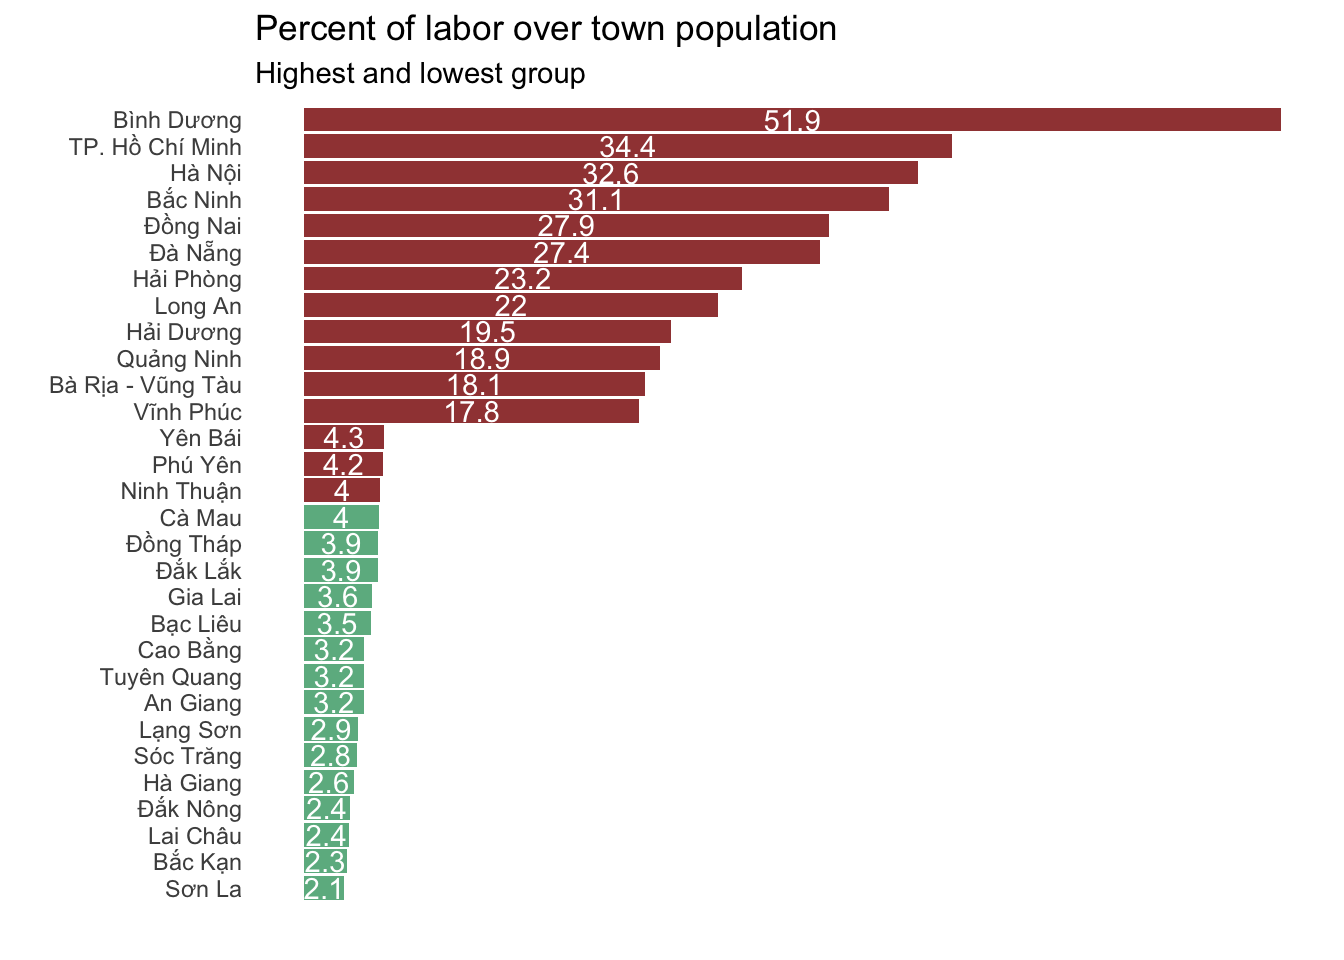 Percent of labor over town population
Highest and lowest group
Bình Dương 51.9
TP. Hồ Chí Minh 34.4
Hà Nội 32.6
Bắc Ninh 31.1
Đồng Nai 27.9
Đà Nẵng 27.4
Hải Phòng 23.2
Long An 22
Hải Dương 19.5
Quảng Ninh 18.9
Bà Rịa - Vũng Tàu 18.1
Vĩnh Phúc 17.8
Yên Bái 4.3
Phú Yên 4.2
Ninh Thuận 4
Cà Mau 4
Đồng Tháp 3.9
Đắk Lắk 3.9
Gia Lai 3.6
Bạc Liêu 3.5
Cao Bằng 3.2
Tuyên Quang 3.2
An Giang 3.2
Lạng Sơn 2.9
Sóc Trăng 2.8
Hà Giang 2.6
Đắk Nông 2.4
Lai Châu 2.4
Bắc Kạn 2.3
Sơn La 2.1